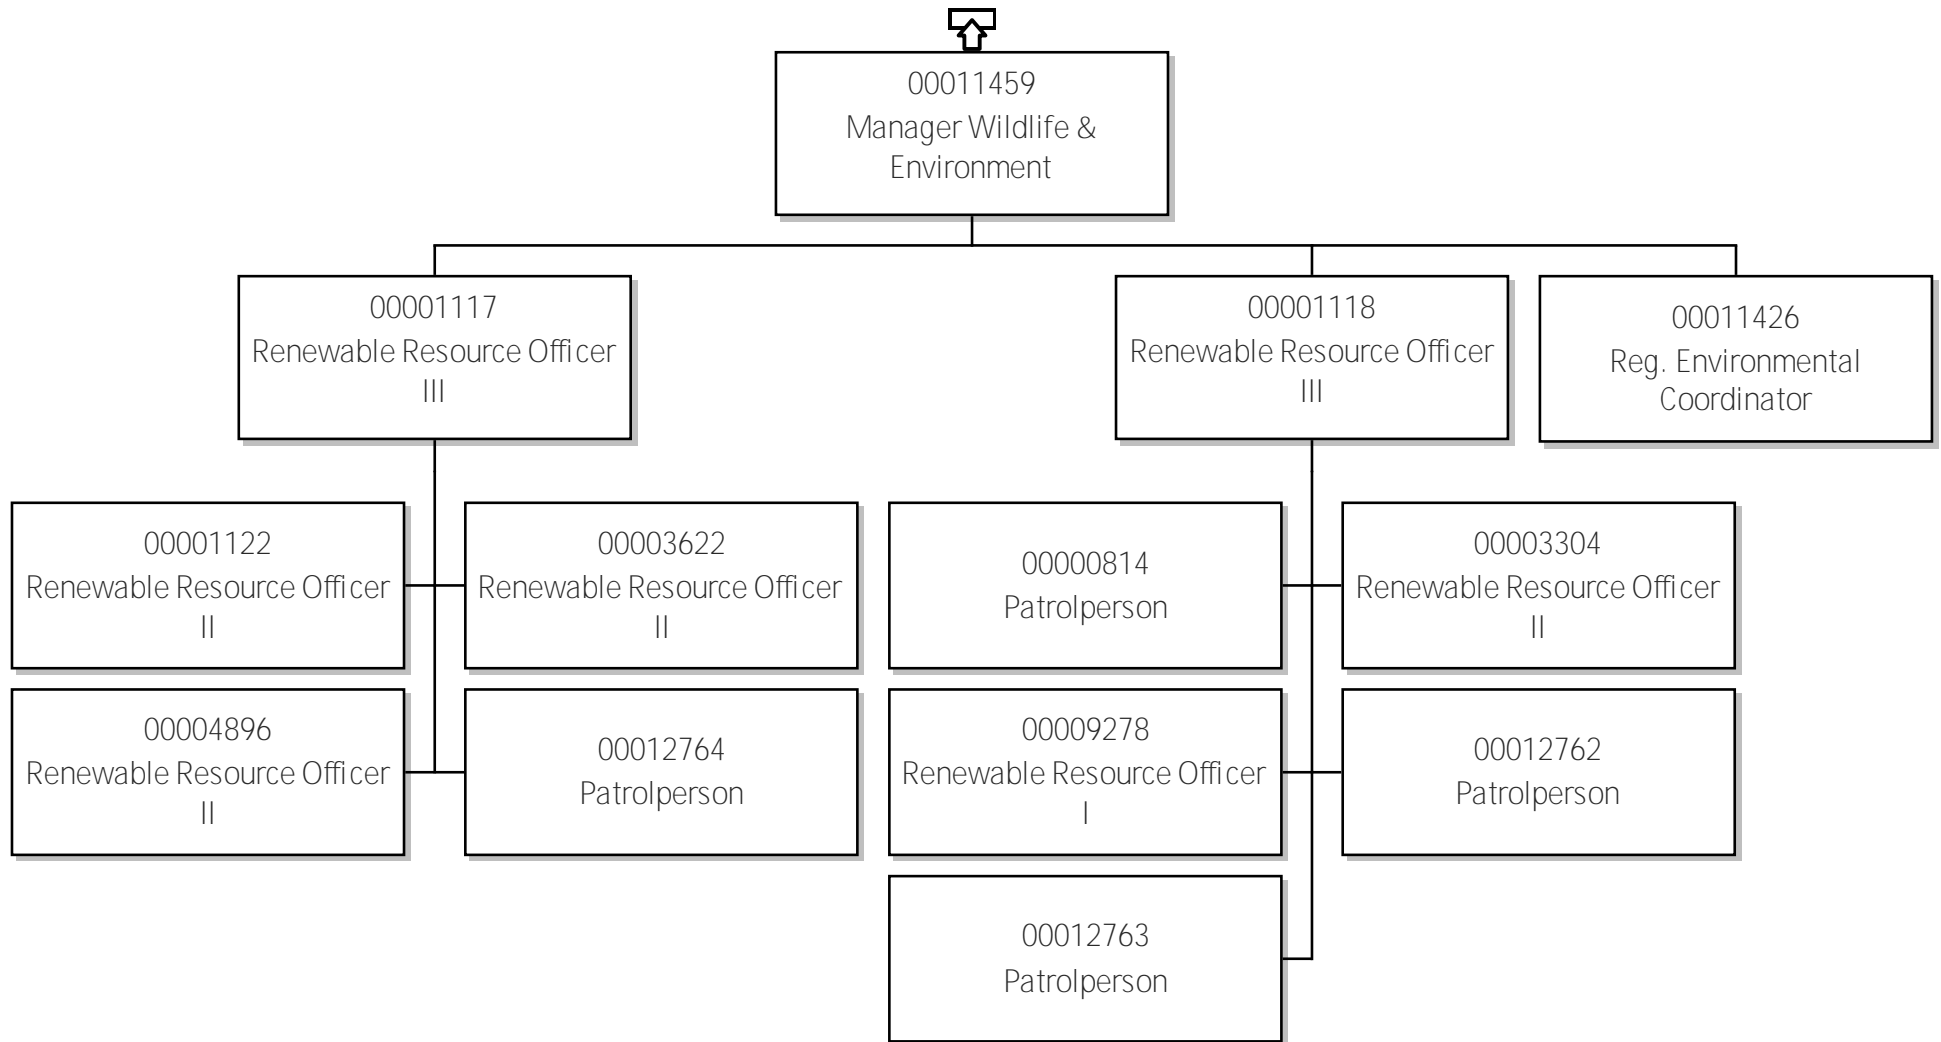 00011459
Manager Wildlife &
Environment
00001117
Renewable Resource Officer
III
00001118
Renewable Resource Officer
III
00011426
Reg. Environmental
Coordinator
00001122
Renewable Resource Officer
II
00003622
Renewable Resource Officer
II
00000814
Patrolperson
00003304
Renewable Resource Officer
II
00004896
Renewable Resource Officer
II
00012764
Patrolperson
00009278
Renewable Resource Officer
I
00012762
Patrolperson
00012763
Patrolperson